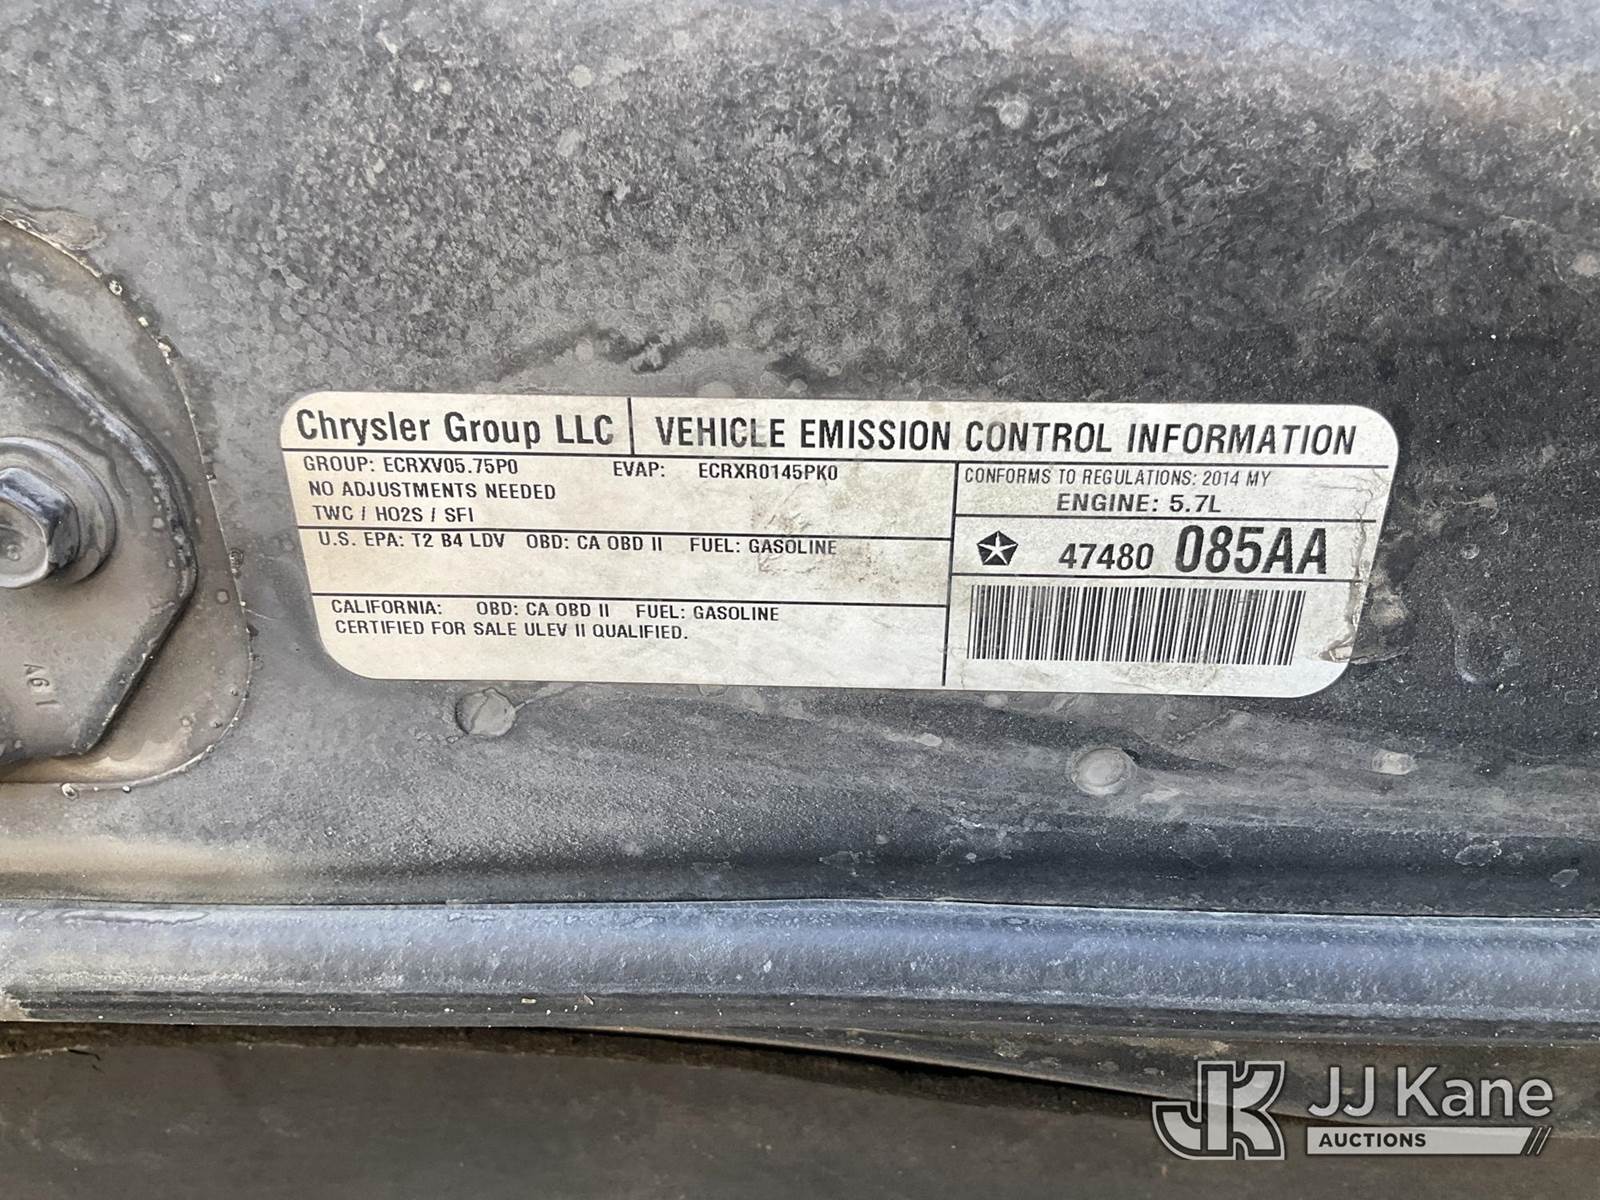 Chrysler Group LLC VEHICLE EMISSION CONTROL INFORMATION
GROUP: ECRXV05.75P0 EVAP: ECRXR0145PK0
NO ADJUSTMENTS NEEDED
TWC / HO2S / SFI
U.S. EPA: T2 B4 LDV OBD: CA OBD II FUEL: GASOLINE
CALIFORNIA: OBD: CA OBD II FUEL: GASOLINE
CERTIFIED FOR SALE ULEV II QUALIFIED.
CONFORMS TO REGULATIONS: 2014 MY
ENGINE: 5.7L
47480 085AA
A61
JK JJ Kane
AUCTIONS